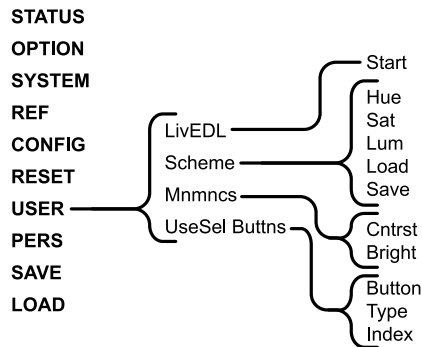 STATUS
OPTION
SYSTEM
REF
CONFIG
RESET
USER
PERS
SAVE
LOAD
LivEDL
Scheme
Mnmncs
UseSel Buttns
Start
Hue
Sat
Lum
Load
Save
Cntrst
Bright
Button
Type
Index